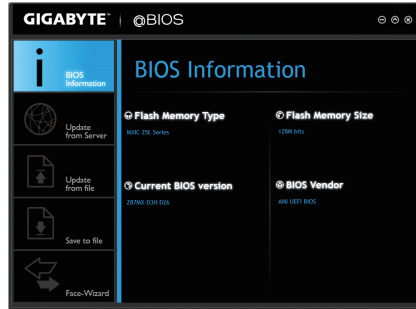 GIGABYTE™ @BIOS
BIOS
Information
BIOS Information
Update
from Server
Flash Memory Type
MXIC 25L Series
Flash Memory Size
128M bits
Update
from file
Current BIOS version
Z87MX-D3H D26
BIOS Vendor
AMI UEFI BIOS
Save to file
Face-Wizard